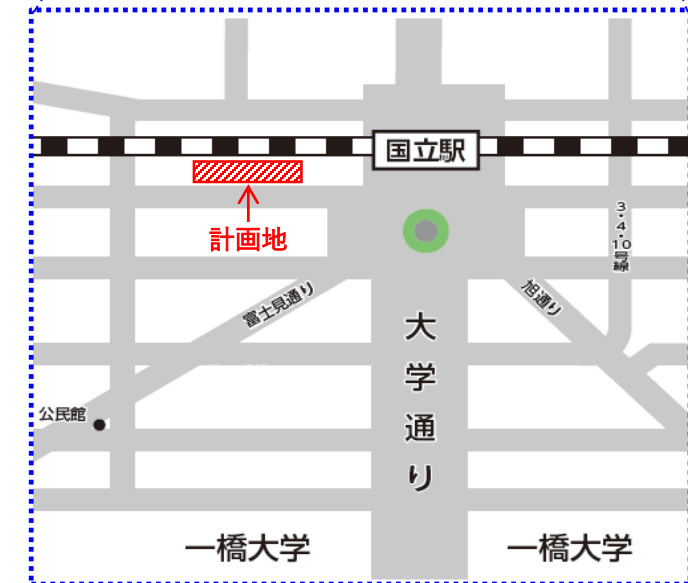 国立駅
3・4・10号線
計画地
富士見通り
旭通り
大学通り
公民館
一橋大学
一橋大学